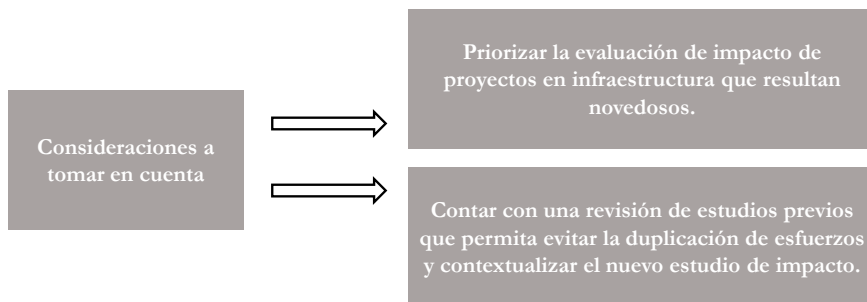 Consideraciones a
tomar en cuenta
Priorizar la evaluación de impacto de
proyectos en infraestructura que resultan
novedosos.
Contar con una revisión de estudios previos
que permita evitar la duplicación de esfuerzos
y contextualizar el nuevo estudio de impacto.